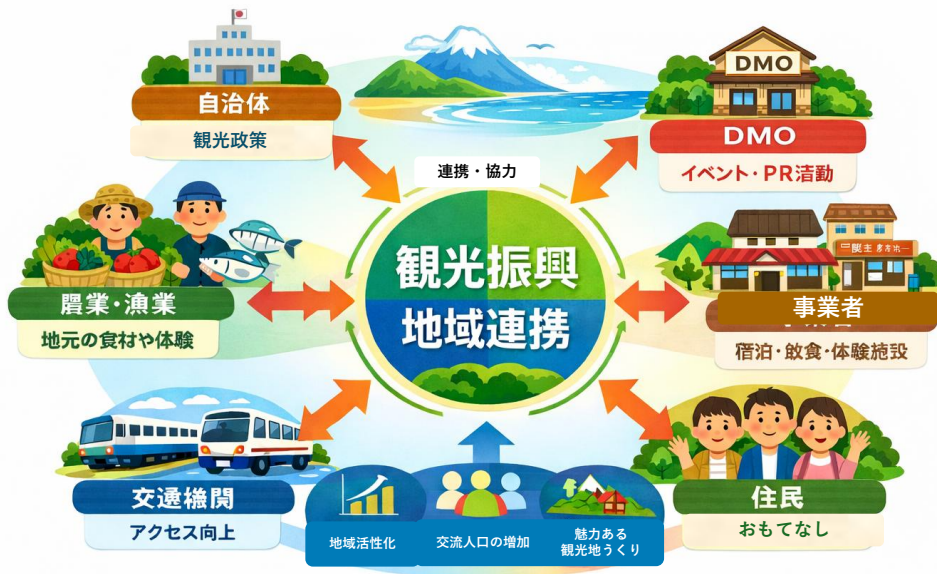 自治体
観光政策
DMO
DMO
イベント・PR活動
連携・協力
観光振興
地域連携
農業・漁業
地元の食材や体験
事業者
宿泊・飲食・体験施設
交通機関
アクセス向上
地域活性化
交流人口の増加
魅力ある
観光地うくり
住民
おもてなし